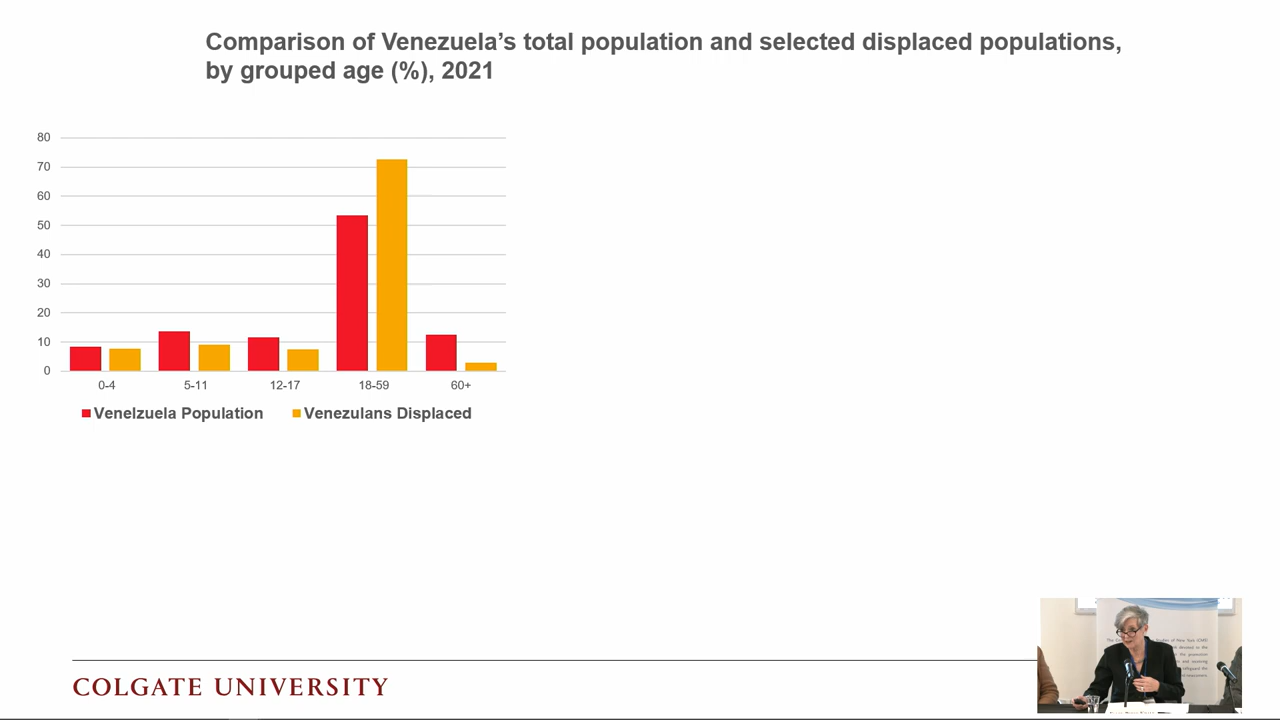 Comparison of Venezuela’s total population and selected displaced populations,
by grouped age (%), 2021
80
70
60
50
40
30
20
10
0
0-4 5-11 12-17 18-59 60+
Venelzuela Population Venezulans Displaced
COLGATE UNIVERSITY